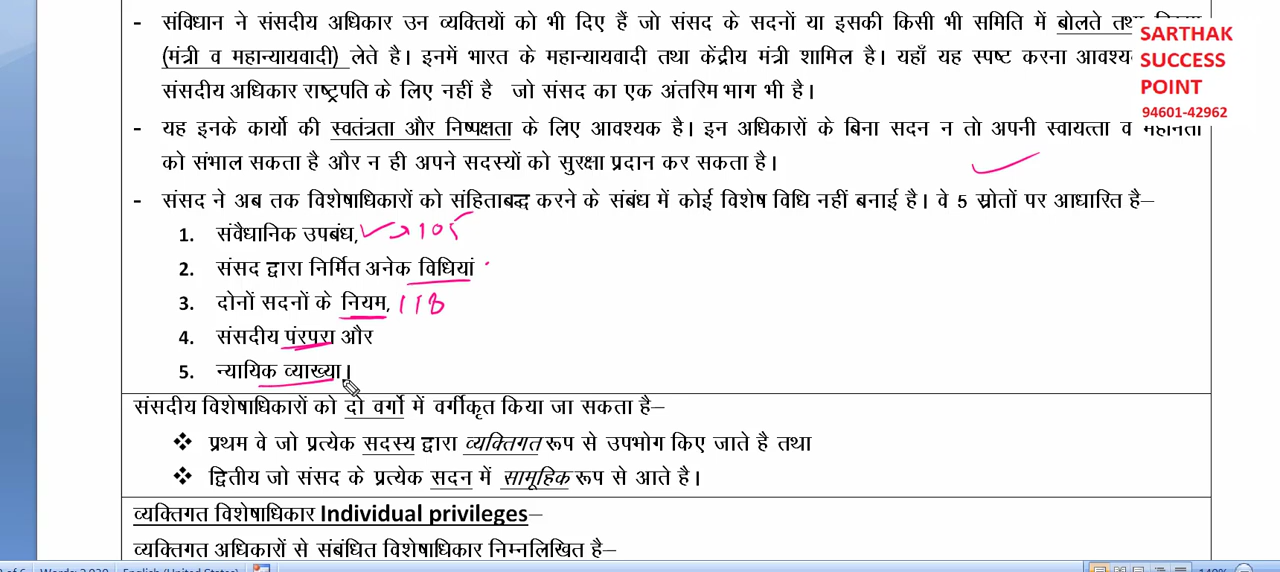 - संविधान ने संसदीय अधिकार उन व्यक्तियों को भी दिए हैं जो संसद के सदनों या इसकी किसी भी समिति में बोलते तथा
(मंत्री व महान्यायवादी) लेते है। इनमें भारत के महान्यायवादी तथा केंद्रीय मंत्री शामिल है। यहाँ यह स्पष्ट करना
संसदीय अधिकार राष्ट्रपति के लिए नहीं है जो संसद का एक अंतरिम भाग भी है।
SARTHAK
SUCCESS
POINT
94601-42962
- यह इनके कार्यो की स्वतंत्रता और निष्पक्षता के लिए आवश्यक है। इन अधिकारों के बिना सदन न तो अपनी स्वायत्ता व महानता
को संभाल सकता है और न ही अपने सदस्यों को सुरक्षा प्रदान कर सकता है।
- संसद ने अब तक विशेषाधिकारों को संहिताबद्ध करने के संबंध में कोई विशेष विधि नहीं बनाई है। वे 5 स्रोतों पर आधारित है–
1. संवैधानिक उपबंध, 105
2. संसद द्वारा निर्मित अनेक विधियां
3. दोनों सदनों के नियम, 118
4. संसदीय पंरपरा और
5. न्यायिक व्याख्या।
संसदीय विशेषाधिकारों को दो वर्गो में वर्गीकृत किया जा सकता है–
❖ प्रथम वे जो प्रत्येक सदस्य द्वारा व्यक्तिगत रूप से उपभोग किए जाते है तथा
❖ द्वितीय जो संसद के प्रत्येक सदन में सामूहिक रूप से आते है।
व्यक्तिगत विशेषाधिकार Individual privileges–
व्यक्तिगत अधिकारों से संबंधित विशेषाधिकार निम्नलिखित है–